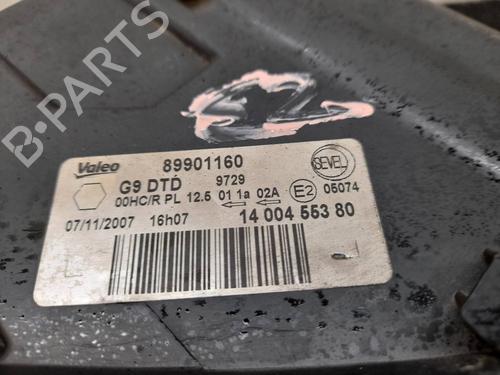 B-PARTS
Valeo 89901160 SEVEL
G9 DTD 9729 E2 05074
00HC/R PL 12.5 01 1a 02A
07/11/2007 16h07 14 004 553 80
L